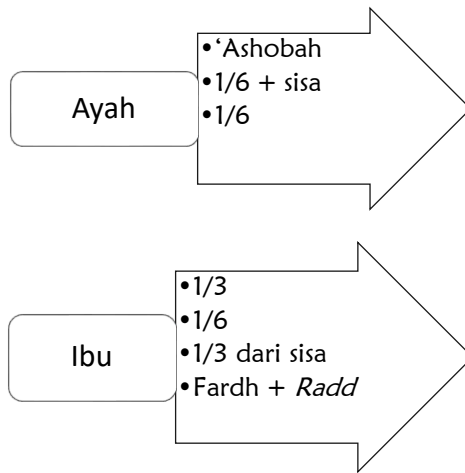 Ayah
•‘Ashobah
•1/6 + sisa
•1/6
Ibu
•1/3
•1/6
•1/3 dari sisa
•Fardh + Radd